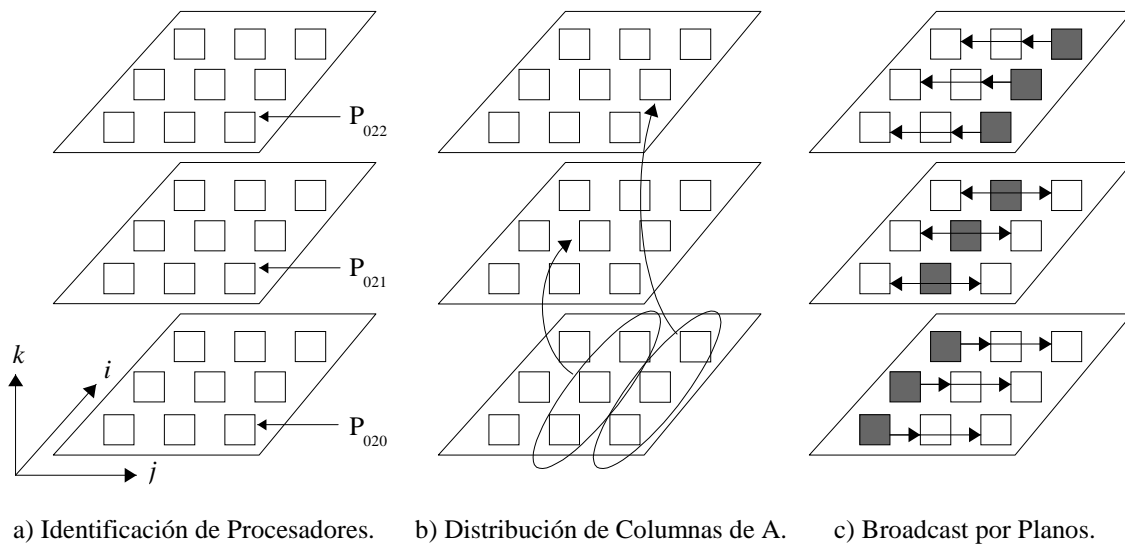 P022
P021
k
i
P020
j
a) Identificación de Procesadores.
b) Distribución de Columnas de A.
c) Broadcast por Planos.